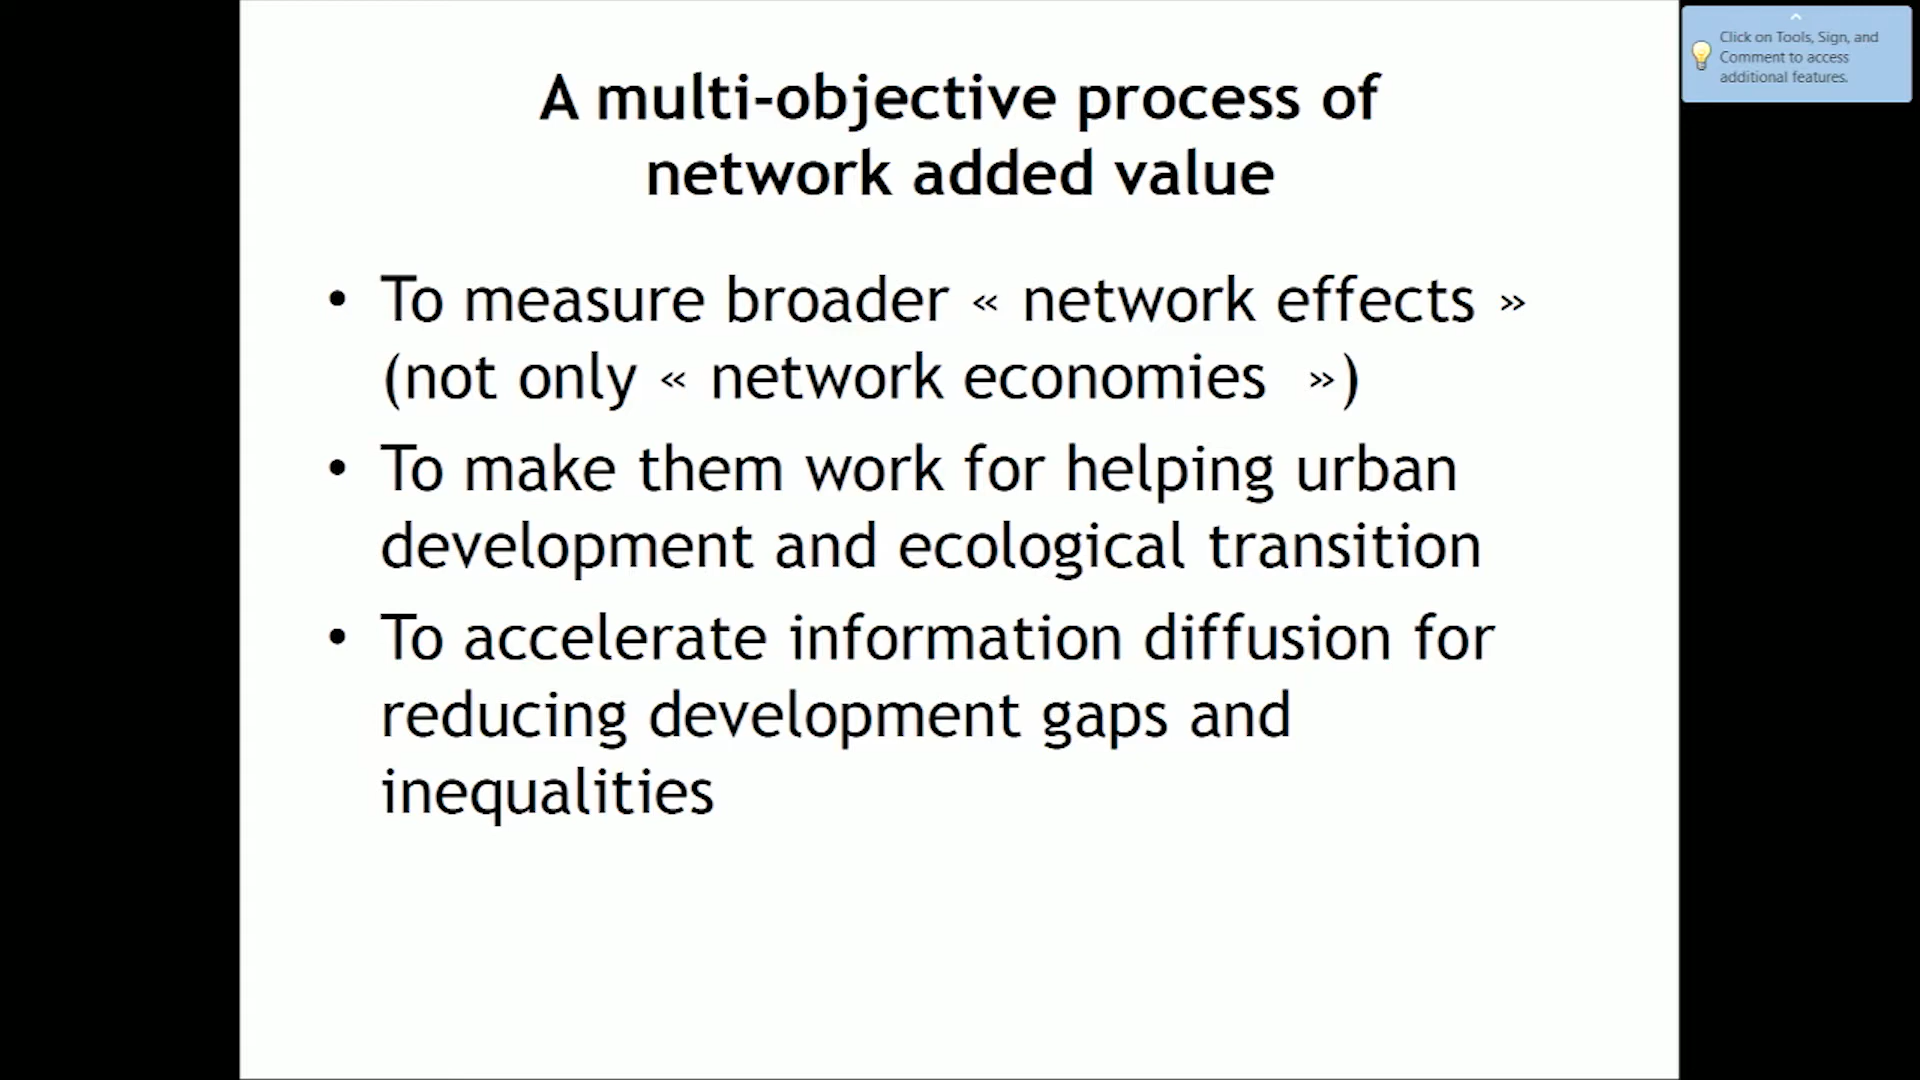 A multi-objective process of
network added value
• To measure broader « network effects »
(not only « network economies  »)
• To make them work for helping urban
development and ecological transition
• To accelerate information diffusion for
reducing development gaps and
inequalities
Click on Tools, Sign, and
Comment to access
additional features.